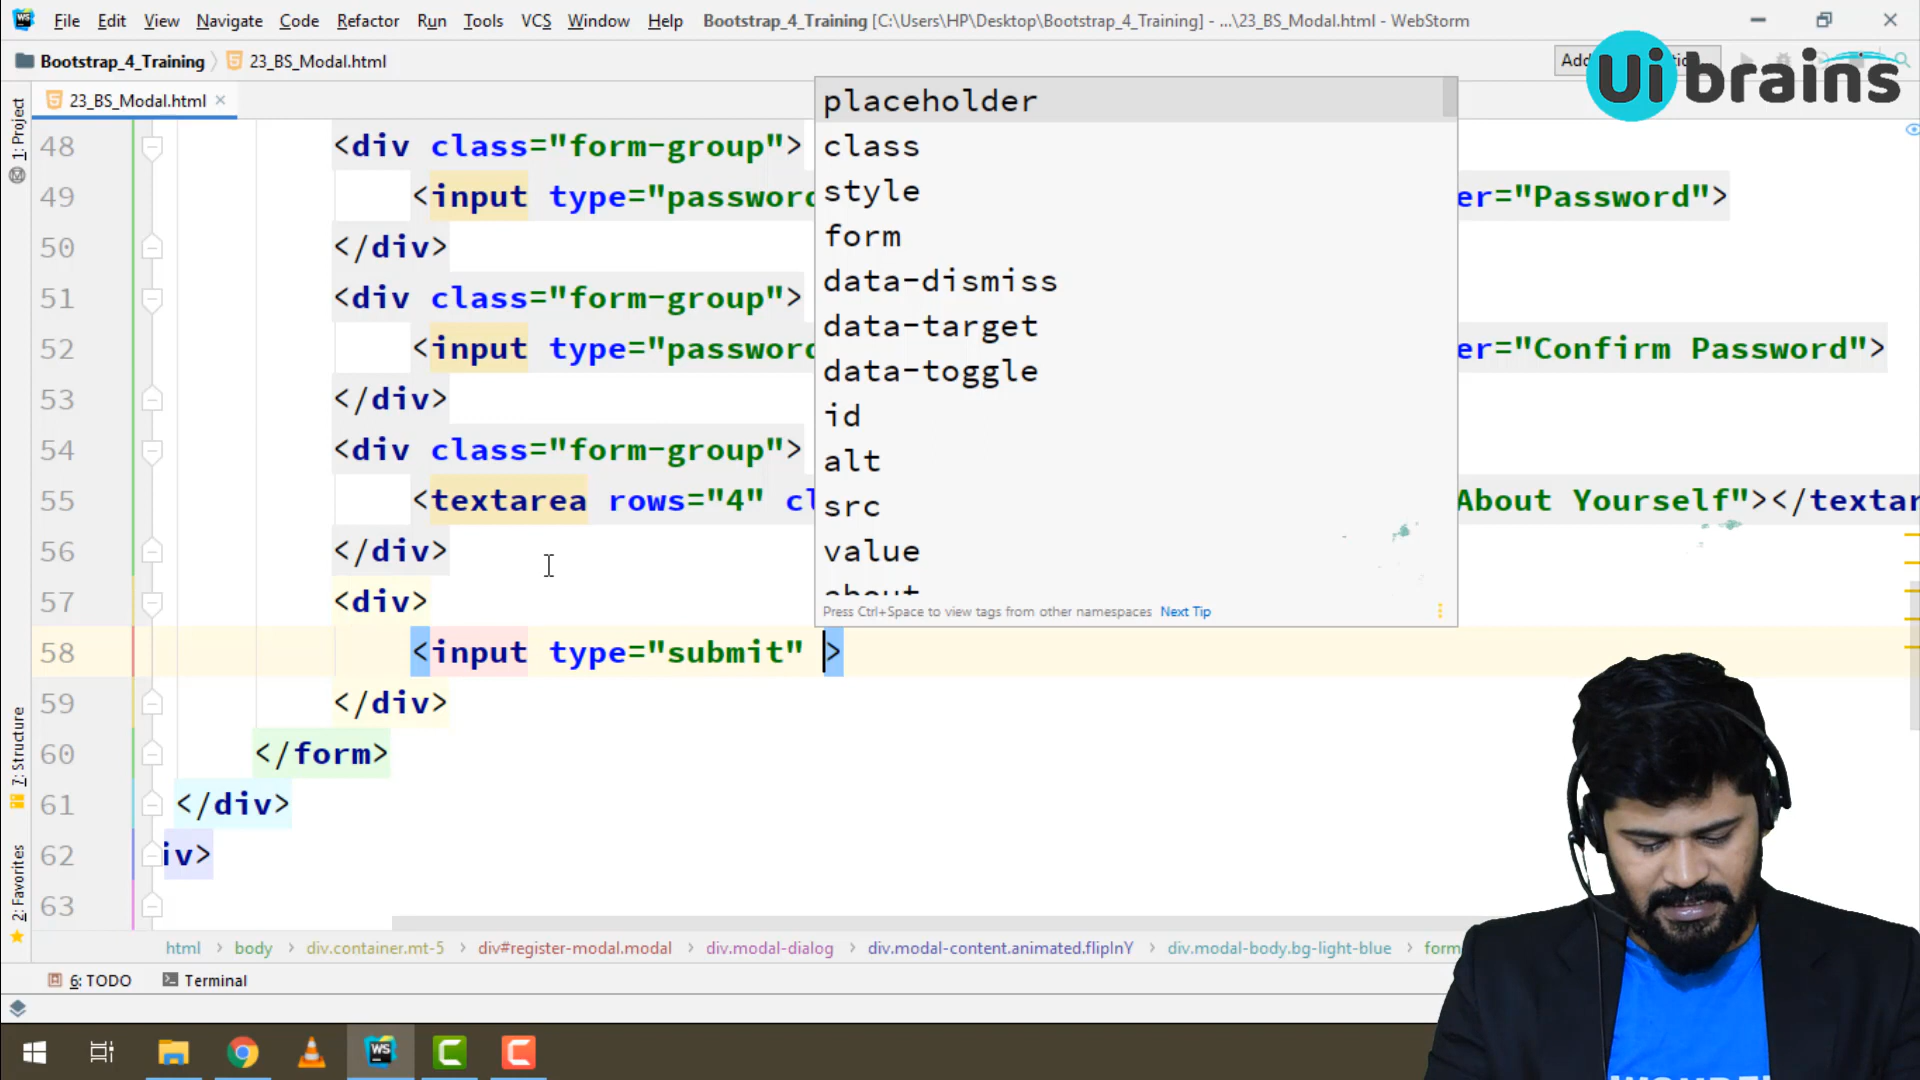 File Edit View Navigate Code Refactor Run Tools VCS Window Help Bootstrap_4_Training [C:\Users\HP\Desktop\Bootstrap_4_Training] - ...\23_BS_Modal.html - WebStorm
Bootstrap_4_Training 23_BS_Modal.html
Ui brains
23_BS_Modal.html
1: Project
7: Structure
2: Favorites
48 <div class="form-group">
49 <input type="password er="Password">
50 </div>
51 <div class="form-group">
52 <input type="password er="Confirm Password">
53 </div>
54 <div class="form-group">
55 <textarea rows="4" cl About Yourself"></textar
56 </div>
57 <div>
58 <input type="submit" >
59 </div>
60 </form>
61 </div>
62 iv>
63
placeholder
class
style
form
data-dismiss
data-target
data-toggle
id
alt
src
value
about
Press Ctrl+Space to view tags from other namespaces Next Tip
html body div.container.mt-5 div#register-modal.modal div.modal-dialog div.modal-content.animated.flipInY div.modal-body.bg-light-blue form
6: TODO Terminal
WS